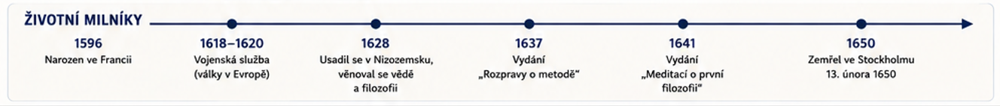 ŽIVOTNÍ MILNÍKY
1596
Narozen ve Francii
1618–1620
Vojenská služba
(války v Evropě)
1628
Usadil se v Nizozemsku,
věnoval se vědě
a filozofii
1637
Vydání
„Rozpravy o metodě“
1641
Vydání
„Meditací o první
filozofii“
1650
Zemřel ve Stockholmu
13. února 1650